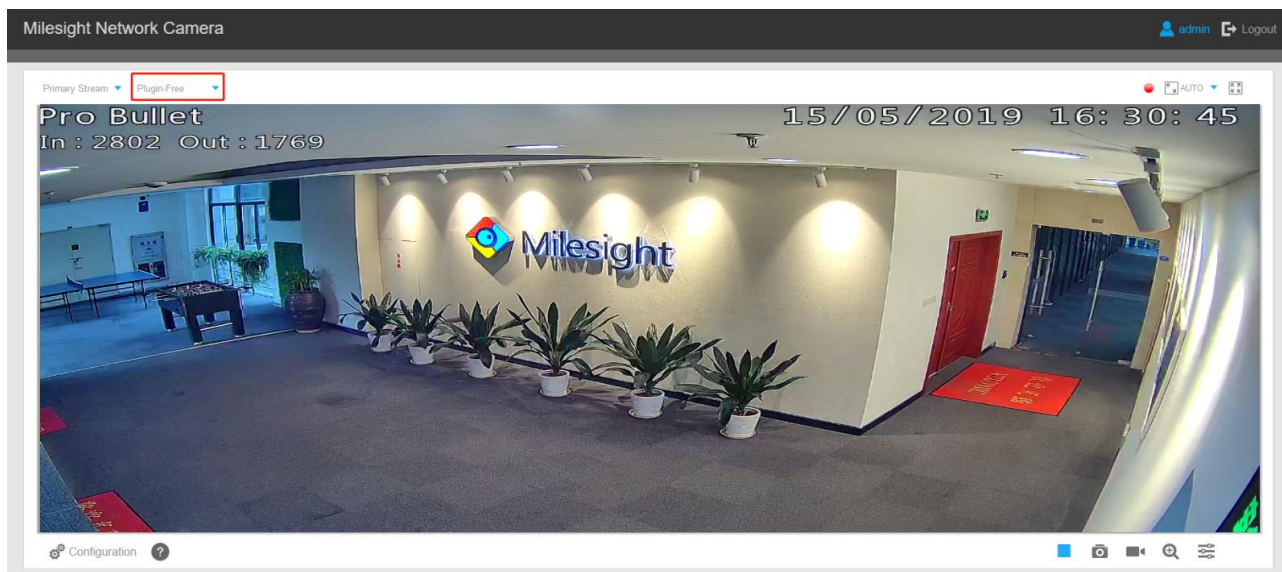 Milesight Network Camera
admin Logout
Primary Stream Plugin-Free
AUTO
Pro Bullet
15/05/2019 16:30:45
In : 2802 Out : 1769
Milesight
Configuration ?